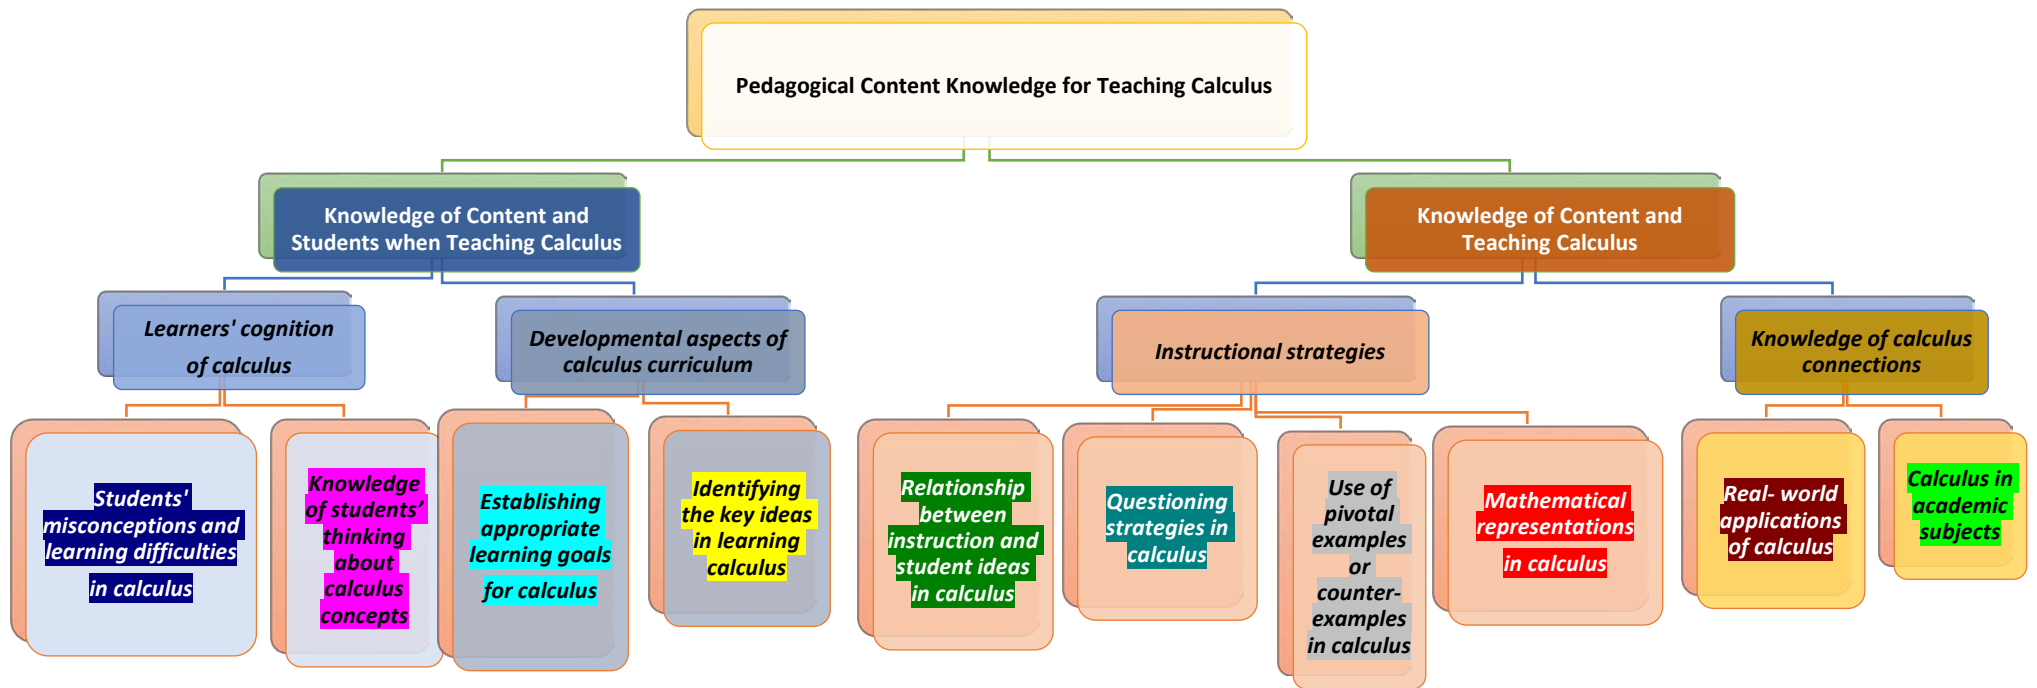 Pedagogical Content Knowledge for Teaching Calculus
Knowledge of Content and
Students when Teaching Calculus
Knowledge of Content and
Teaching Calculus
Learners' cognition
of calculus
Developmental aspects of
calculus curriculum
Instructional strategies
Knowledge of calculus
connections
Students'
misconceptions and
learning difficulties
in calculus
Knowledge
of students’
thinking
about
calculus
concepts
Establishing
appropriate
learning goals
for calculus
Identifying
the key ideas
in learning
calculus
Relationship
between
instruction and
student ideas
in calculus
Questioning
strategies in
calculus
Use of
pivotal
examples
or
counter-
examples
in calculus
Mathematical
representations
in calculus
Real- world
applications
of calculus
Calculus in
academic
subjects